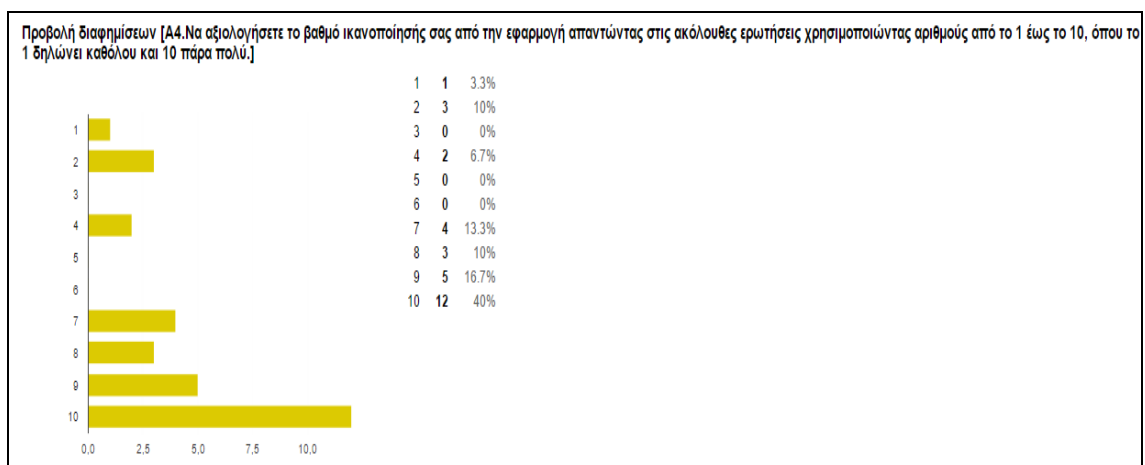 Προβολή διαφημίσεων [Α4.Να αξιολογήσετε το βαθμό ικανοποίησής σας από την εφαρμογή απαντώντας στις ακόλουθες ερωτήσεις χρησιμοποιώντας αριθμούς από το 1 έως το 10, όπου το
1 δηλώνει καθόλου και 10 πάρα πολύ.]
1 1 3.3%
2 3 10%
3 0 0%
4 2 6.7%
5 0 0%
6 0 0%
7 4 13.3%
8 3 10%
9 5 16.7%
10 12 40%
1
2
3
4
5
6
7
8
9
10
0,0 2,5 5,0 7,5 10,0